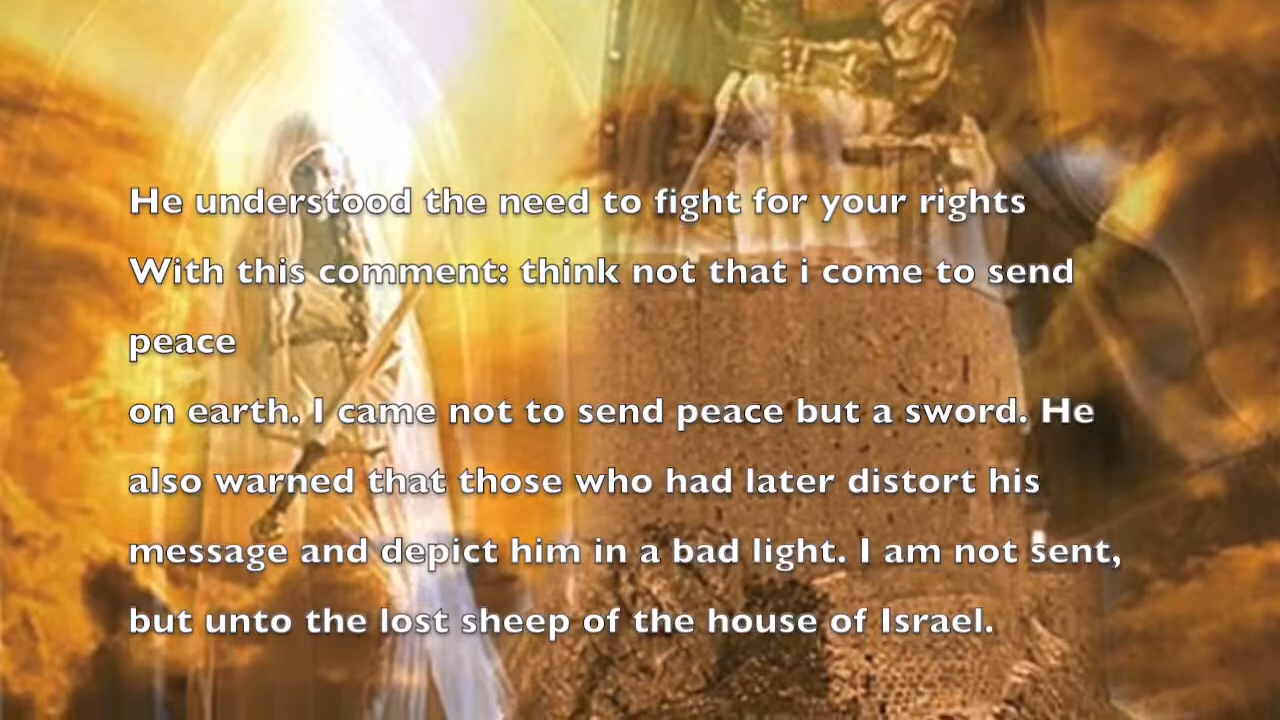 He understood the need to fight for your rights
With this comment: think not that i come to send
peace
on earth. I came not to send peace but a sword. He
also warned that those who had later distort his
message and depict him in a bad light. I am not sent,
but unto the lost sheep of the house of Israel.